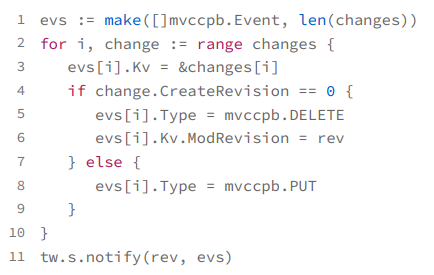 1 evs := make([]mvccpb.Event, len(changes))
2 for i, change := range changes {
3 evs[i].Kv = &changes[i]
4 if change.CreateRevision == 0 {
5 evs[i].Type = mvccpb.DELETE
6 evs[i].Kv.ModRevision = rev
7 } else {
8 evs[i].Type = mvccpb.PUT
9 }
10 }
11 tw.s.notify(rev, evs)